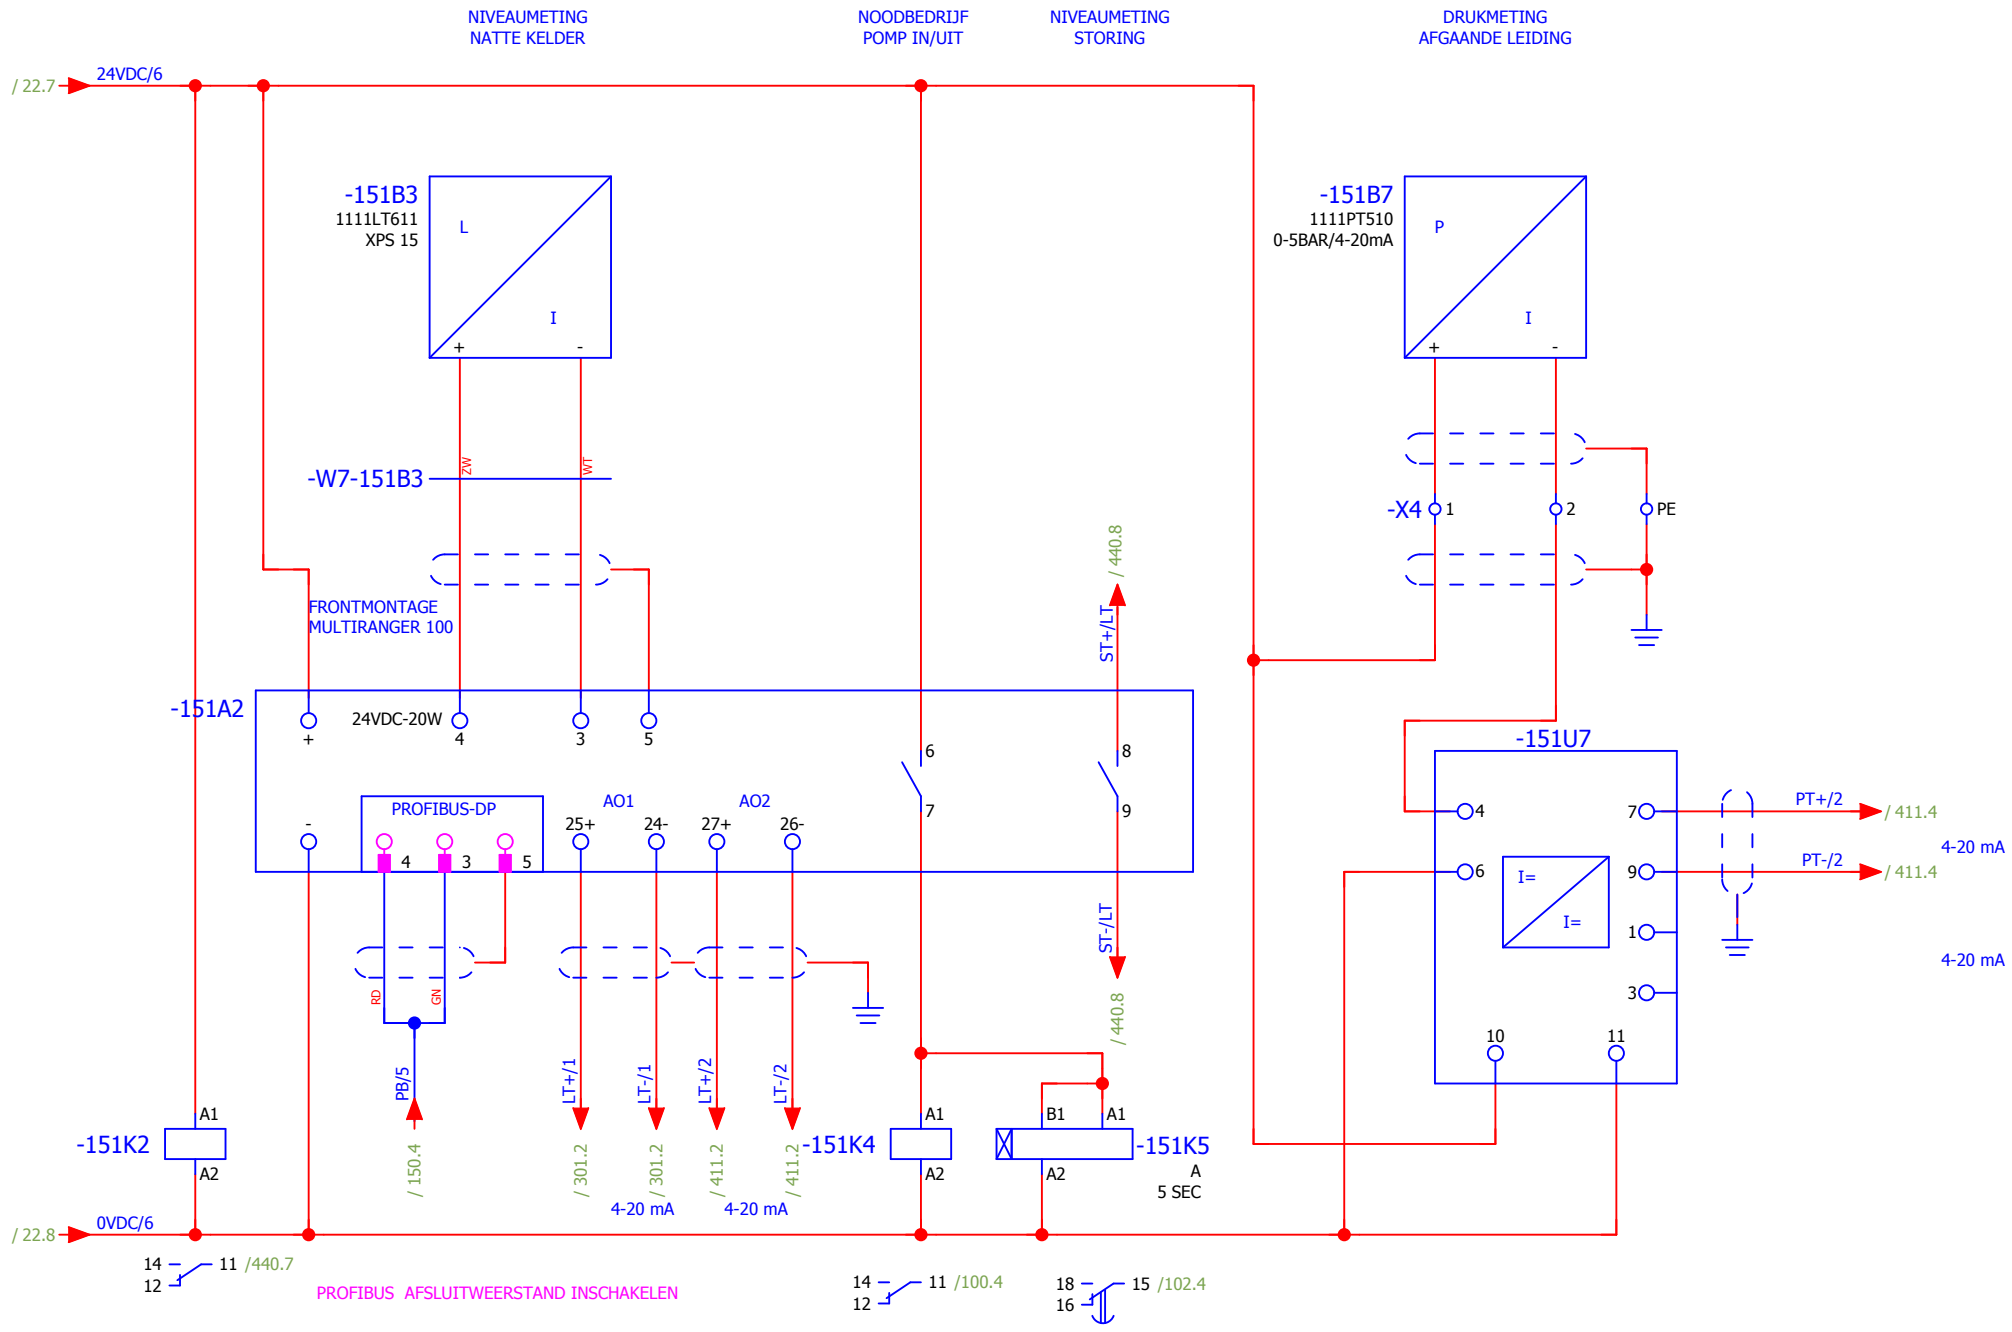 NIVEAUMETING
NATTE KELDER
NOODBEDRIJF
POMP IN/UIT
NIVEAUMETING
STORING
DRUKMETING
AFGAANDE LEIDING
/ 22.7
24VDC/6
-151B3
1111LT611
XPS 15
L
I
+
-
-151B7
1111PT510
0-5BAR/4-20mA
P
I
+
-
ZW
WT
-W7-151B3
-X4
1
2
PE
/ 440.8
ST+/LT
FRONTMONTAGE
MULTIRANGER 100
-151A2
+
24VDC-20W
4
3
5
6
7
8
9
-
PROFIBUS-DP
4
3
5
AO1
AO2
25+
24-
27+
26-
-151U7
4
6
7
9
1
3
10
11
I=
I=
PT+/2
/ 411.4
4-20 mA
PT-/2
/ 411.4
4-20 mA
ST-/LT
/ 440.8
RD
GN
PB/5
/ 150.4
LT+/1
LT-/1
LT+/2
LT-/2
/ 301.2
/ 301.2
/ 411.2
/ 411.2
4-20 mA
4-20 mA
-151K2
A1
A2
-151K4
A1
A2
B1
A1
A2
-151K5
A
5 SEC
/ 22.8
0VDC/6
14
12
11 /440.7
PROFIBUS AFSLUITWEERSTAND INSCHAKELEN
14
12
11 /100.4
18
16
15 /102.4